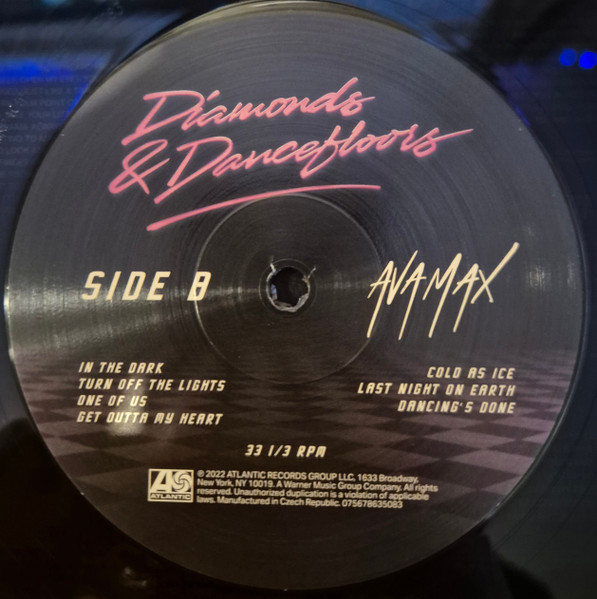 Diamonds
& Dancefloors
SIDE B
AVA MAX
IN THE DARK
TURN OFF THE LIGHTS
ONE OF US
GET OUTTA MY HEART
COLD AS ICE
LAST NIGHT ON EARTH
DANCING'S DONE
33 1/3 RPM
ATLANTIC
℗ 2022 ATLANTIC RECORDS GROUP LLC, 1633 Broadway,
New York, NY 10019. A Warner Music Group Company. All rights
reserved. Unauthorized duplication is a violation of applicable
laws. Manufactured in Czech Republic. 075678635083